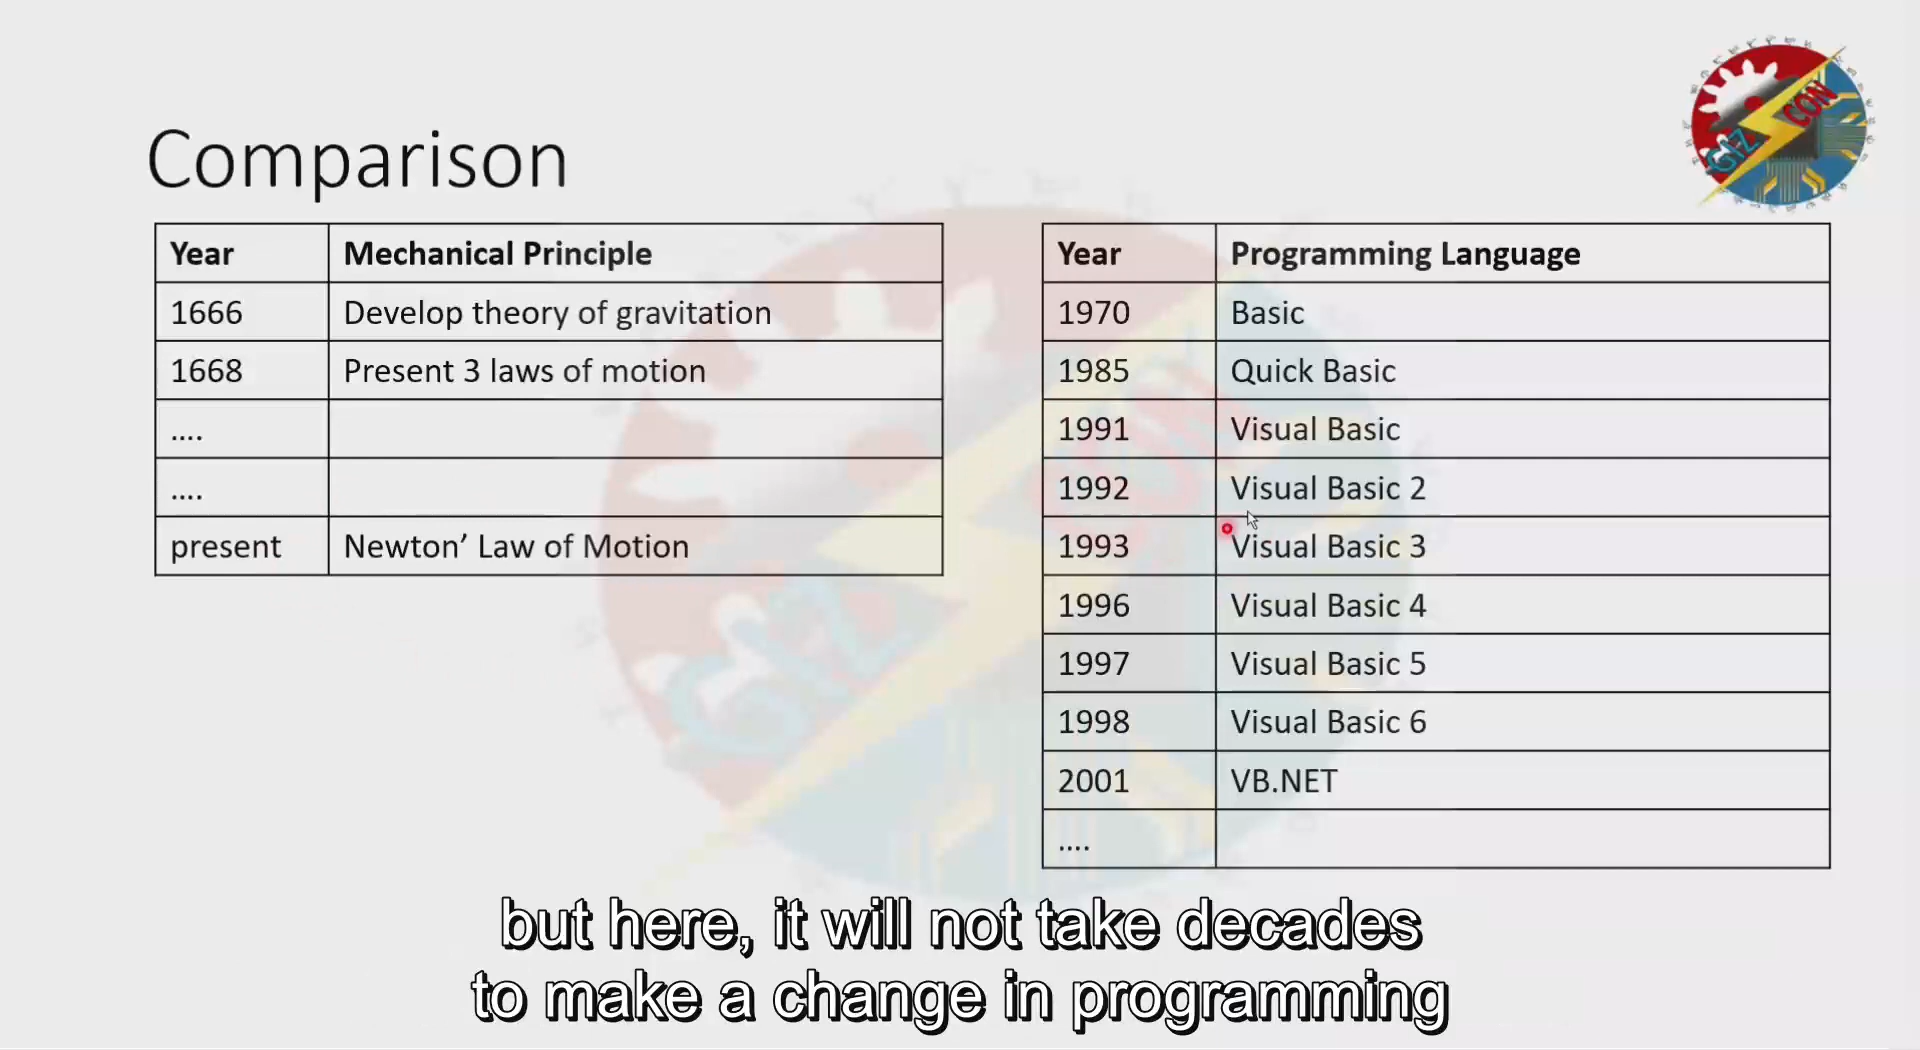 GIZ CON
Comparison
Year Mechanical Principle
1666 Develop theory of gravitation
1668 Present 3 laws of motion
....
....
present Newton’ Law of Motion
Year Programming Language
1970 Basic
1985 Quick Basic
1991 Visual Basic
1992 Visual Basic 2
1993 Visual Basic 3
1996 Visual Basic 4
1997 Visual Basic 5
1998 Visual Basic 6
2001 VB.NET
....
but here, it will not take decades
to make a change in programming